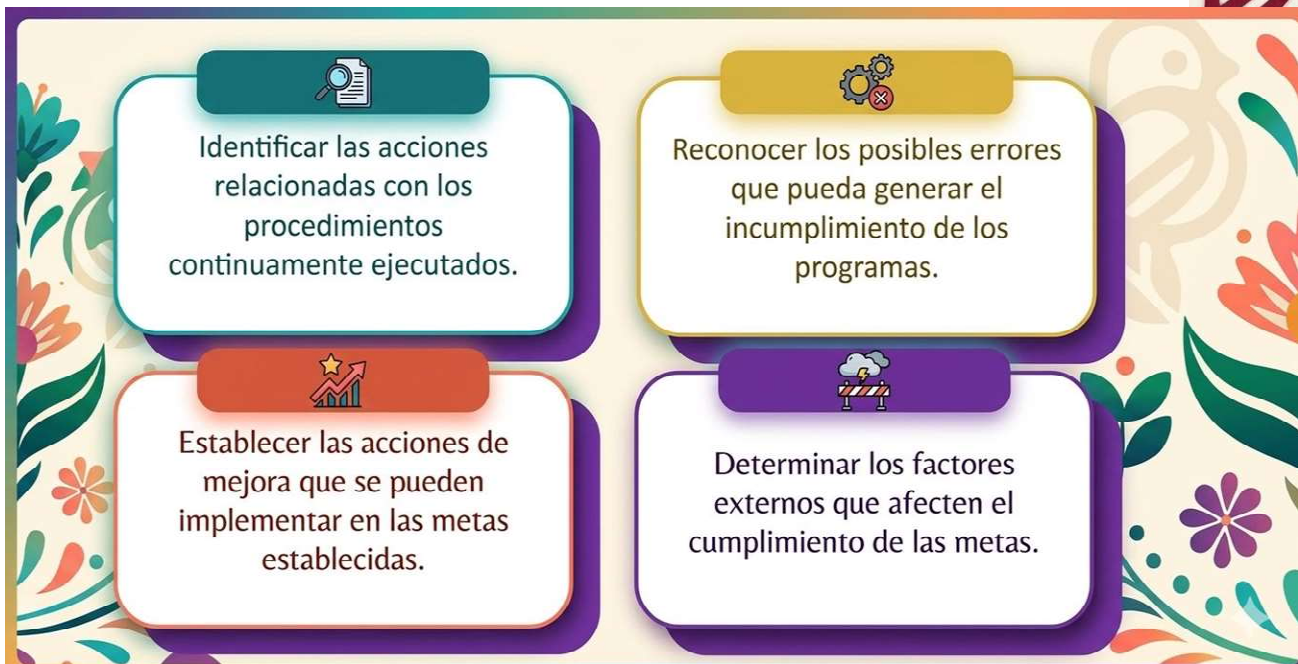 Identificar las acciones
relacionadas con los
procedimientos
continuamente ejecutados.
Reconocer los posibles errores
que pueda generar el
incumplimiento de los
programas.
Establecer las acciones de
mejora que se pueden
implementar en las metas
establecidas.
Determinar los factores
externos que afecten el
cumplimiento de las metas.